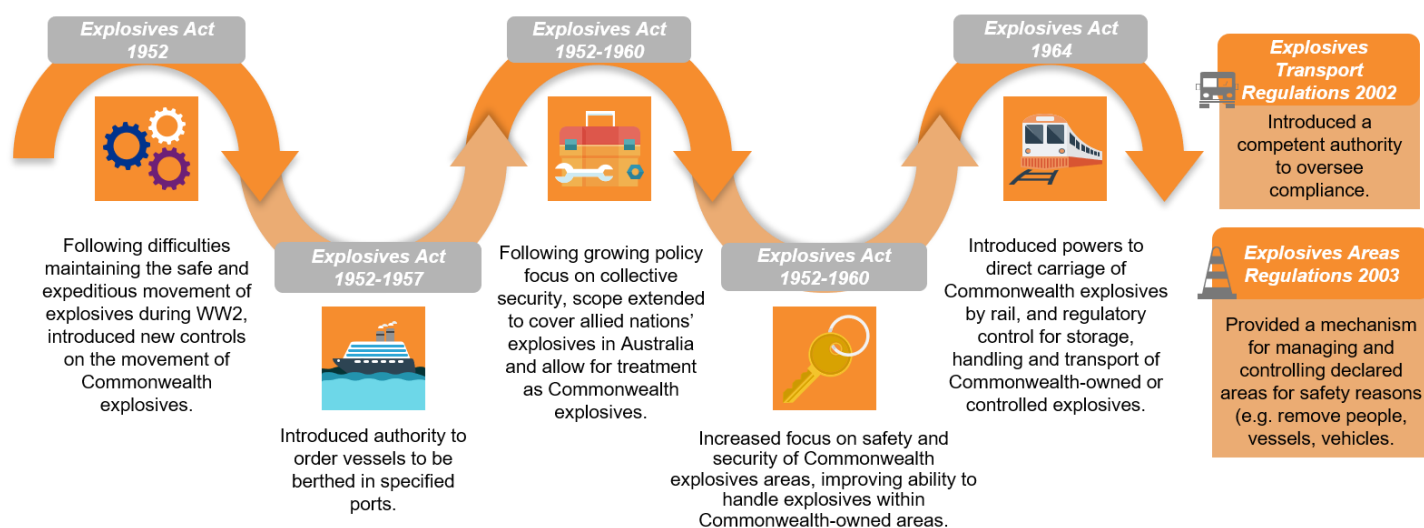 Explosives Act
1952
Following difficulties
maintaining the safe and
expeditious movement of
explosives during WW2,
introduced new controls
on the movement of
Commonwealth
explosives.
Explosives Act
1952-1957
Introduced authority to
order vessels to be
berthed in specified
ports.
Explosives Act
1952-1960
Following growing policy
focus on collective
security, scope extended
to cover allied nations’
explosives in Australia
and allow for treatment
as Commonwealth
explosives.
Explosives Act
1952-1960
Increased focus on safety and
security of Commonwealth
explosives areas, improving ability to
handle explosives within
Commonwealth-owned areas.
Explosives Act
1964
Introduced powers to
direct carriage of
Commonwealth explosives
by rail, and regulatory
control for storage,
handling and transport of
Commonwealth-owned or
controlled explosives.
Explosives
Transport
Regulations 2002
Introduced a
competent authority
to oversee
compliance.
Explosives Areas
Regulations 2003
Provided a mechanism
for managing and
controlling declared
areas for safety reasons
(e.g. remove people,
vessels, vehicles.